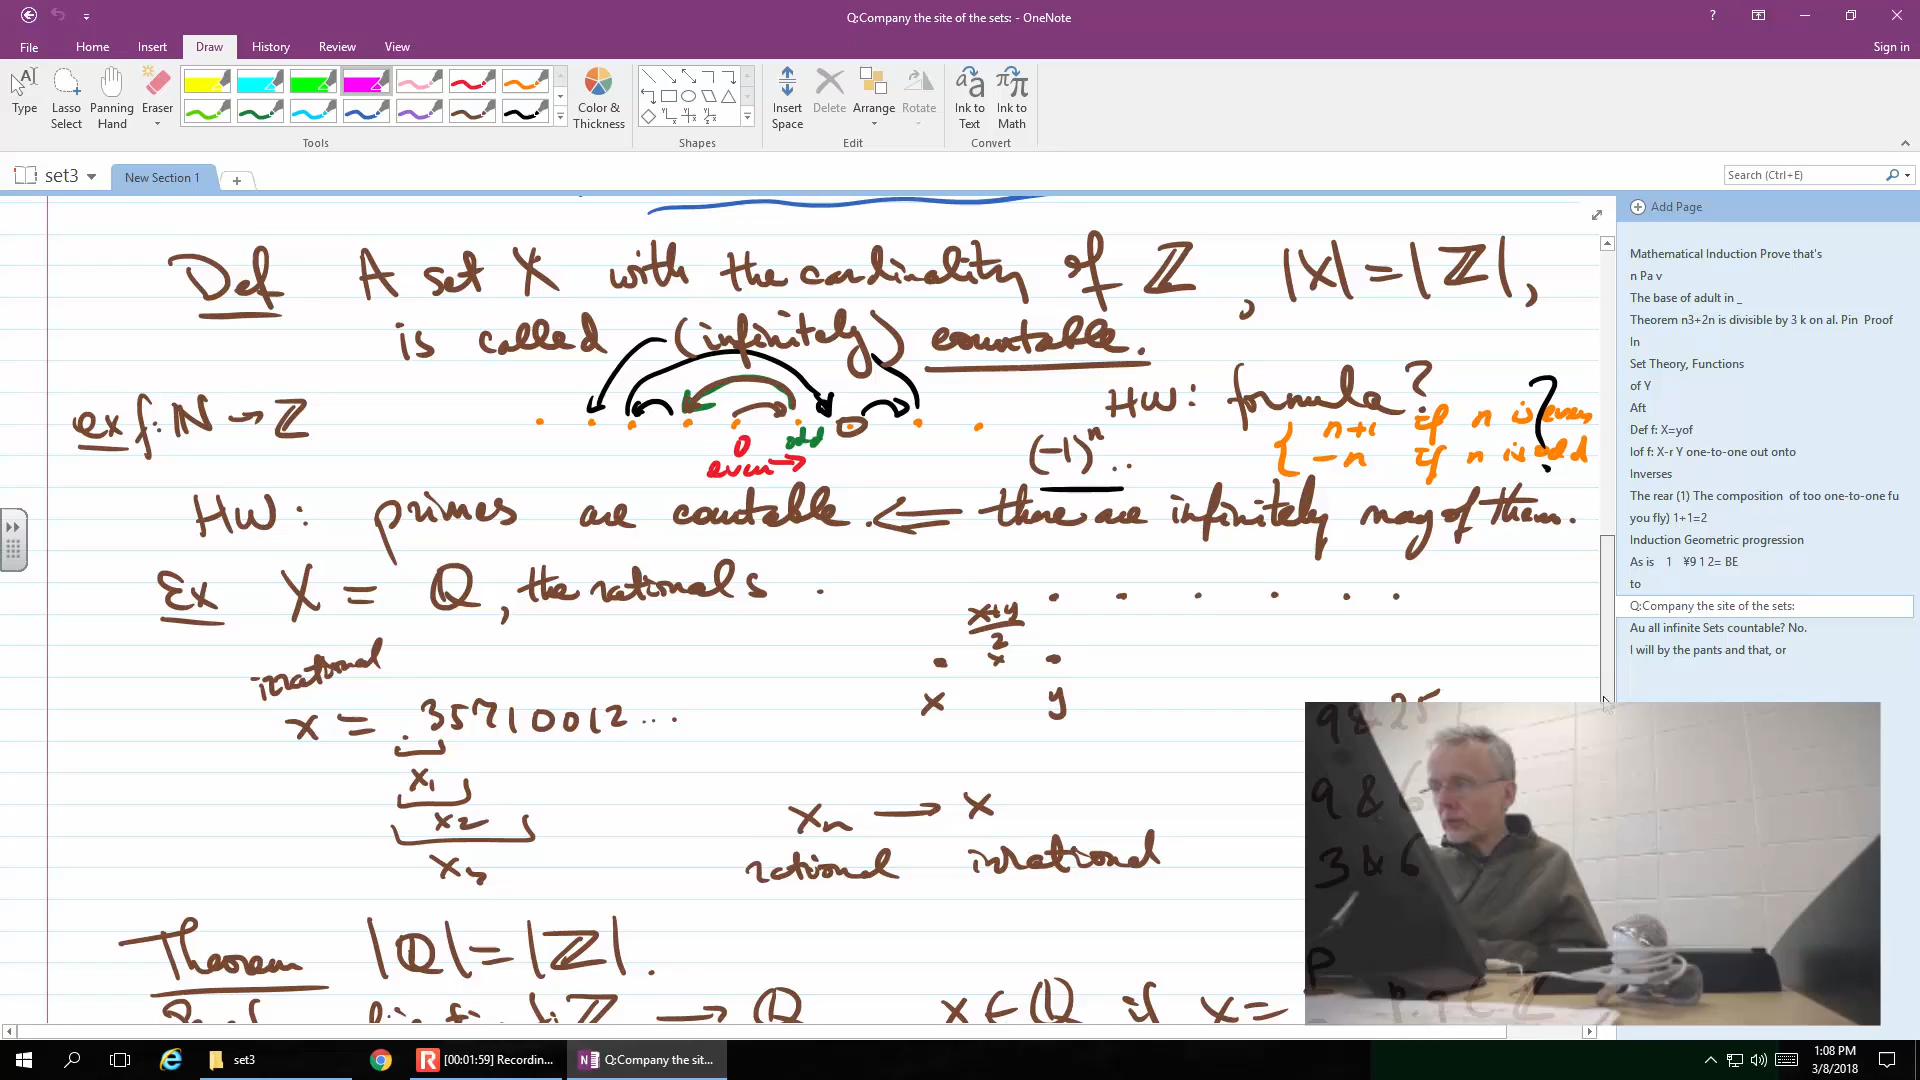 Q:Company the site of the sets: - OneNote
File Home Insert Draw History Review View
Sign in
Type
Lasso Select
Panning Hand
Eraser
Color & Thickness
Insert Space
Delete
Arrange
Rotate
Ink to Text
Ink to Math
Tools
Shapes
Edit
Convert
set3
New Section 1
Search (Ctrl+E)
Def A set X with the cardinality of ℤ, |X| = |ℤ|,
is called (infinitely) countable.
ex f: ℕ → ℤ
0
even →
odd
HW: formula?
(-1)^n ..
{ n+1 if n is even
-n if n is odd
?
HW: primes are countable. ⇐ there are infinitely many of them.
Ex X = ℚ, the rationals .
x+y
2
x
x y
irrational
x = .35710012...
x1
x2
x3
xn → x
rational irrational
9 & 25
9 & 6
3 & 6
Theorem |ℚ| = |ℤ|.
ℤ → ℚ x ∈ ℚ if x = p
p,q ∈ ℤ
Add Page
Mathematical Induction Prove that's
n Pa v
The base of adult in _
Theorem n3+2n is divisible by 3 k on al. Pin Proof
In
Set Theory, Functions
of Y
Aft
Def f: X=yof
Iof f: X-r Y one-to-one out onto
Inverses
The rear (1) The composition of too one-to-one fu
you fly) 1+1=2
Induction Geometric progression
As is 1 ¥9 1 2= BE
to
Q:Company the site of the sets:
Au all infinite Sets countable? No.
I will by the pants and that, or
set3
[00:01:59] Recordin...
Q:Company the sit...
1:08 PM
3/8/2018